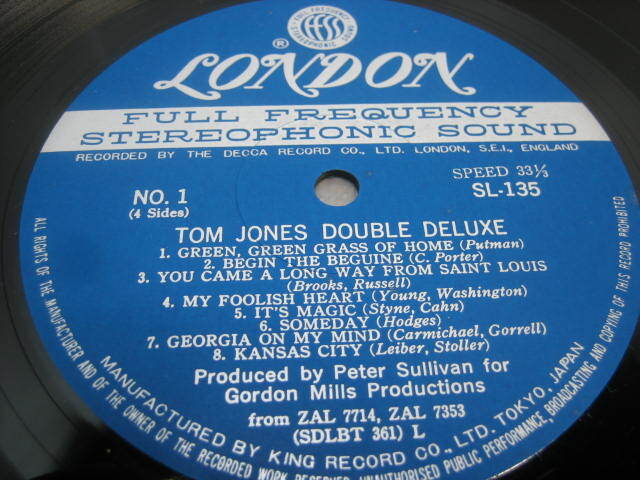 FULL FREQUENCY
STEREOPHONIC SOUND
®
LONDON
FULL FREQUENCY
STEREOPHONIC SOUND
RECORDED BY THE DECCA RECORD CO., LTD. LONDON, S.E.I., ENGLAND
NO. 1
(4 Sides)
SPEED 33⅓
SL-135
TOM JONES DOUBLE DELUXE
1. GREEN, GREEN GRASS OF HOME (Putman)
2. BEGIN THE BEGUINE (C. Porter)
3. YOU CAME A LONG WAY FROM SAINT LOUIS
(Brooks, Russell)
4. MY FOOLISH HEART (Young, Washington)
5. IT'S MAGIC (Styne, Cahn)
6. SOMEDAY (Hodges)
7. GEORGIA ON MY MIND (Carmichael, Gorrell)
8. KANSAS CITY (Leiber, Stoller)
Produced by Peter Sullivan for
Gordon Mills Productions
from ZAL 7714, ZAL 7353
(SDLBT 361) L
MANUFACTURED BY KING RECORD CO., LTD. TOKYO, JAPAN
ALL RIGHTS OF THE MANUFACTURER AND OF THE OWNER OF THE RECORDED WORK RESERVED. UNAUTHORISED PUBLIC PERFORMANCE, BROADCASTING AND COPYING OF THIS RECORD PROHIBITED